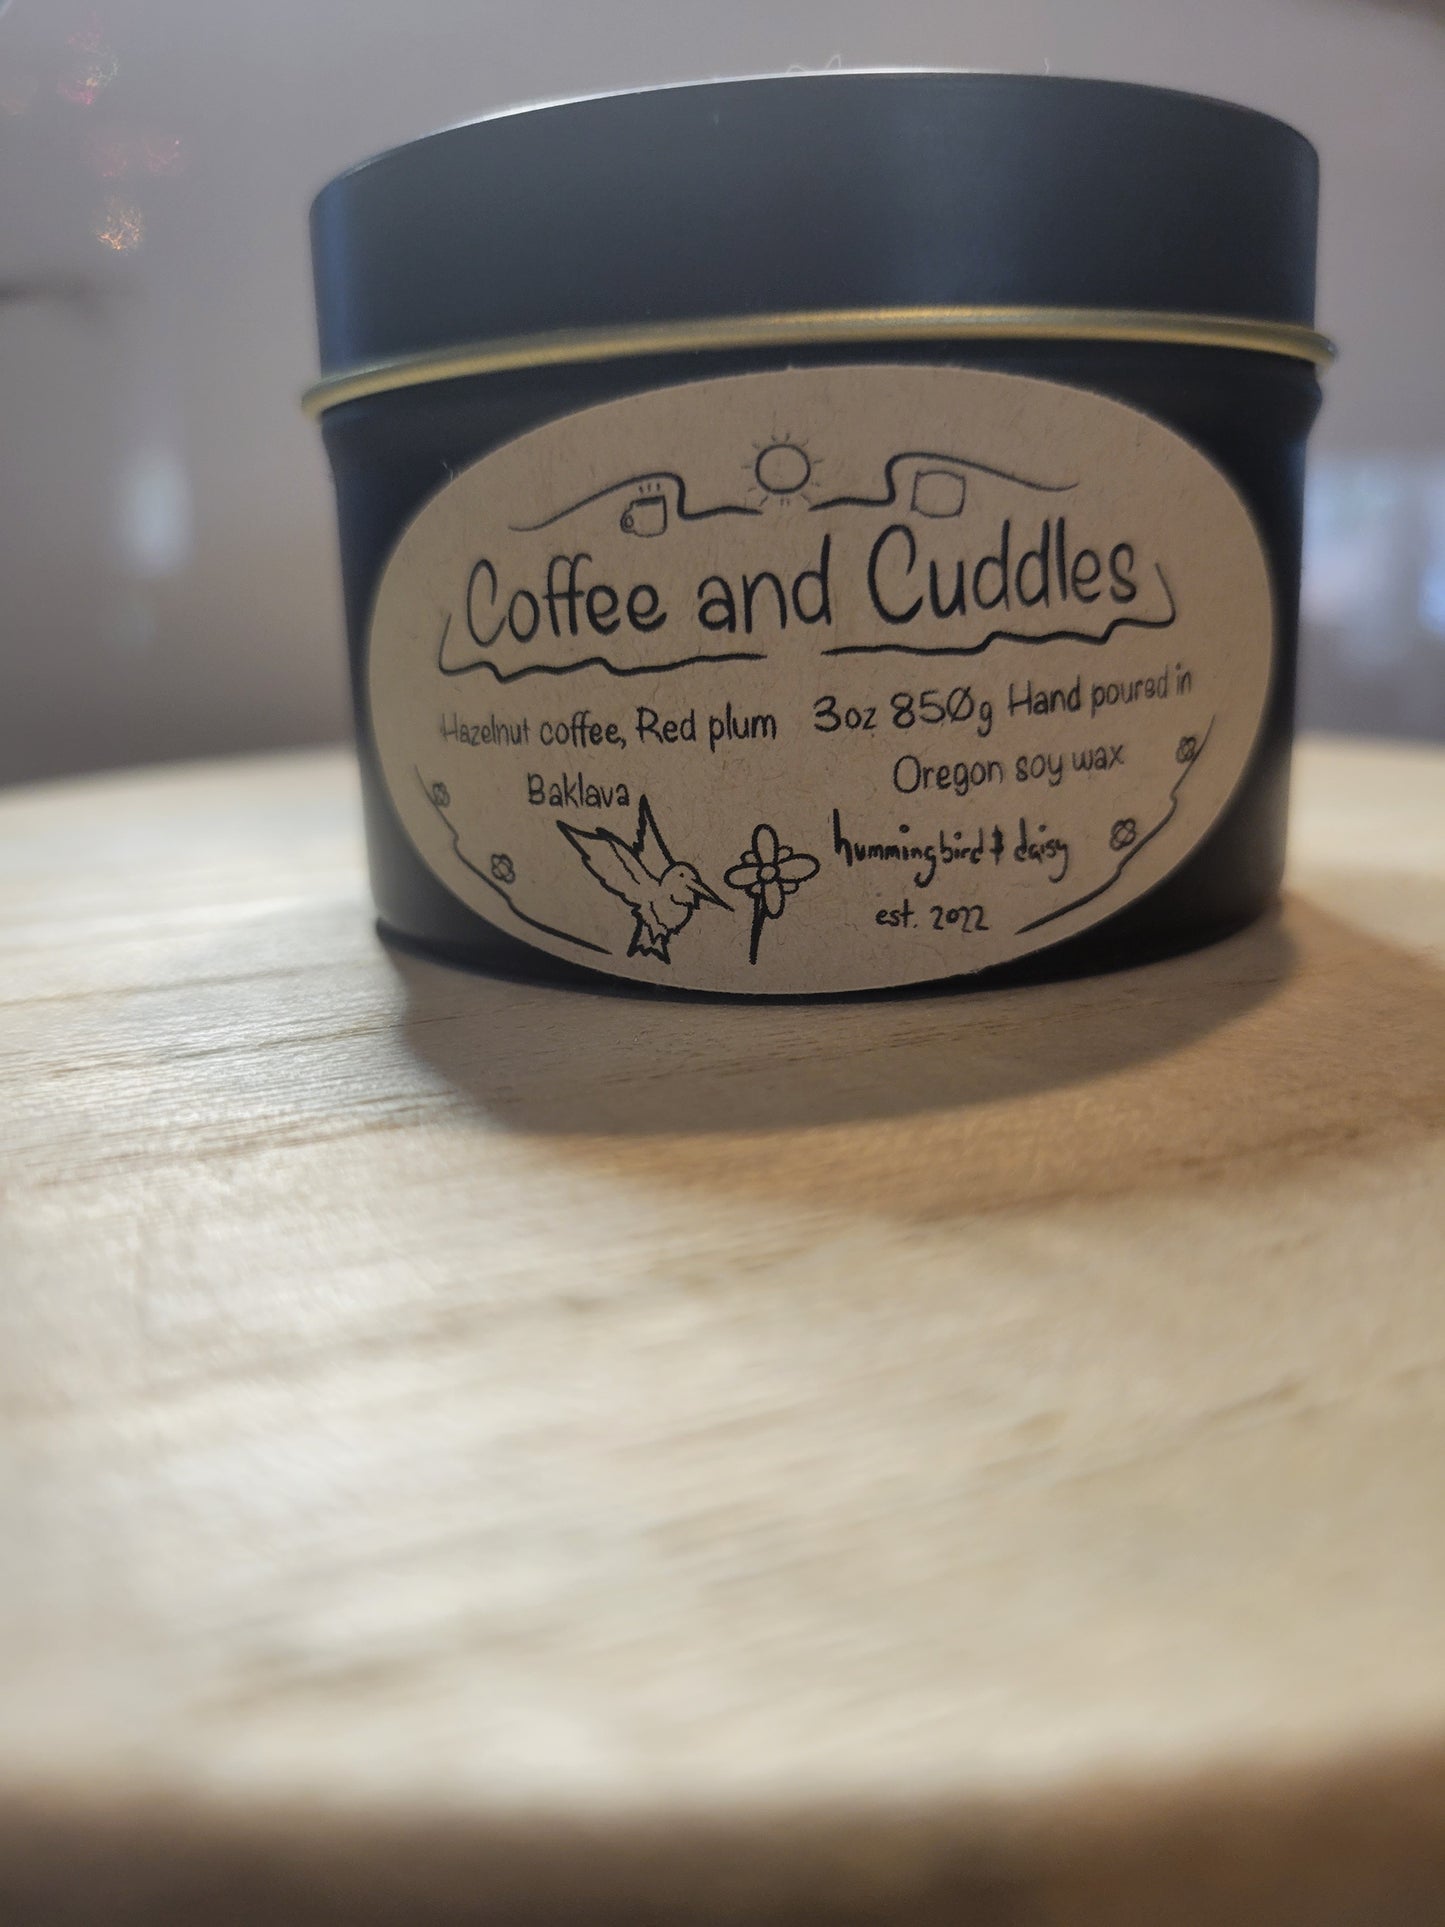 Coffee and Cuddles
Hazelnut coffee, Red plum
Baklava
3oz 850g Hand poured in
Oregon soy wax
hummingbird & daisy
est. 2022